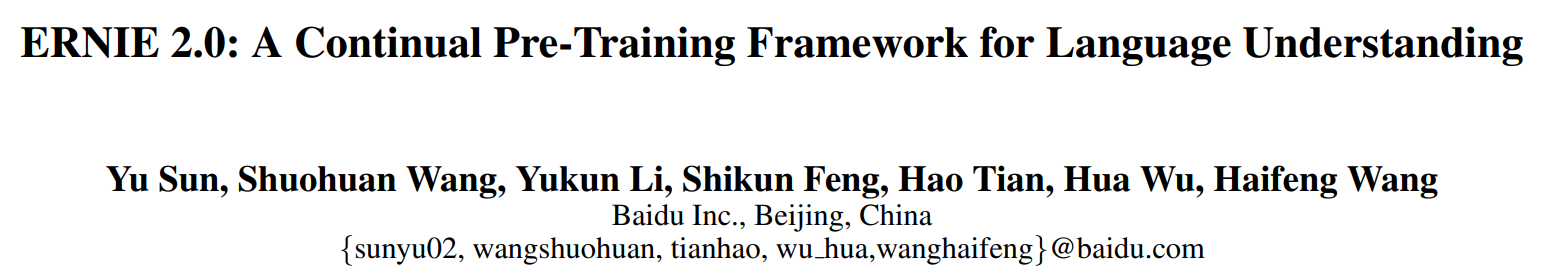 ERNIE 2.0: A Continual Pre-Training Framework for Language Understanding
Yu Sun, Shuohuan Wang, Yukun Li, Shikun Feng, Hao Tian, Hua Wu, Haifeng Wang
Baidu Inc., Beijing, China
{sunyu02, wangshuohuan, tianhao, wu_hua,wanghaifeng}@baidu.com